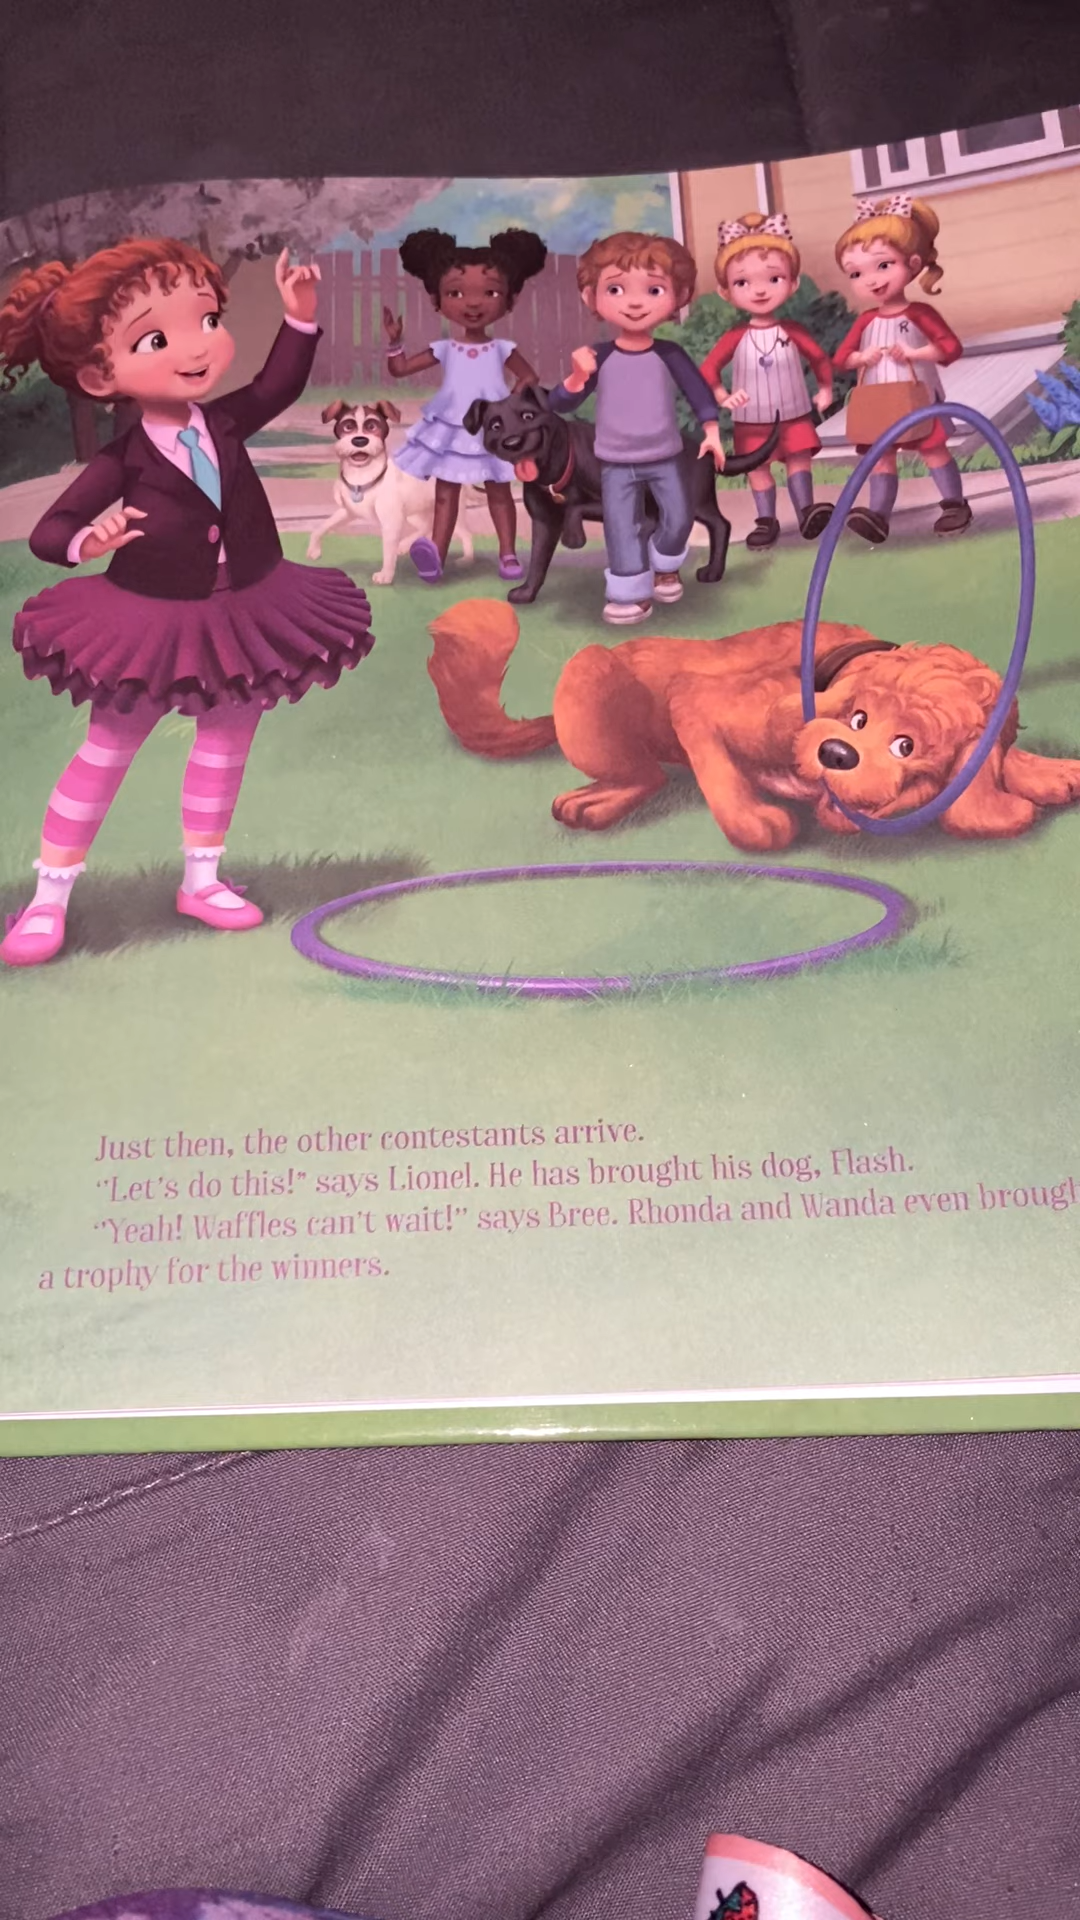 W
R
Just then, the other contestants arrive.
“Let’s do this!” says Lionel. He has brought his dog, Flash.
“Yeah! Waffles can’t wait!” says Bree. Rhonda and Wanda even brough
a trophy for the winners.